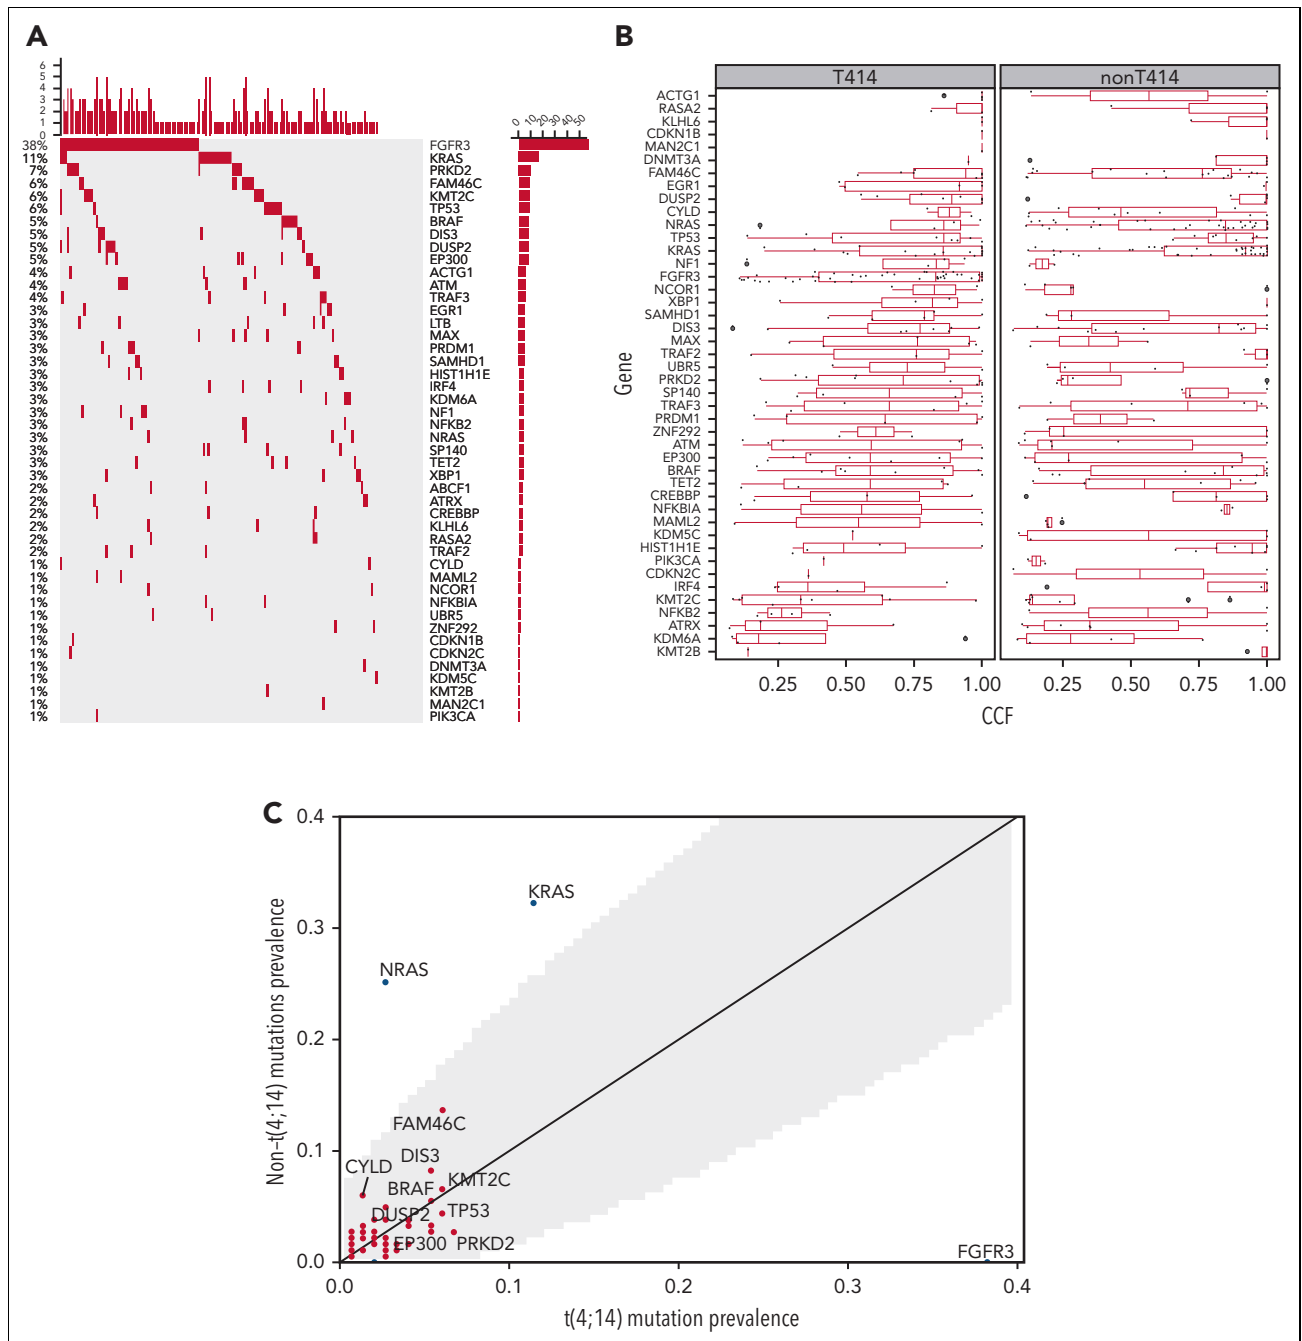 A
6
5
4
3
2
1
0
0 10 20 30 40 50
38% FGFR3
11% KRAS
7% PRKD2
6% FAM46C
6% KMT2C
6% TP53
5% BRAF
5% DIS3
5% DUSP2
5% EP300
4% ACTG1
4% ATM
4% TRAF3
3% EGR1
3% LTB
3% MAX
3% PRDM1
3% SAMHD1
3% HIST1H1E
3% IRF4
3% KDM6A
3% NF1
3% NFKB2
3% NRAS
3% SP140
3% TET2
3% XBP1
2% ABCF1
2% ATRX
2% CREBBP
2% KLHL6
2% RASA2
2% TRAF2
1% CYLD
1% MAML2
1% NCOR1
1% NFKBIA
1% UBR5
1% ZNF292
1% CDKN1B
1% CDKN2C
1% DNMT3A
1% KDM5C
1% KMT2B
1% MAN2C1
1% PIK3CA
B
T414 nonT414
Gene
ACTG1
RASA2
KLHL6
CDKN1B
MAN2C1
DNMT3A
FAM46C
EGR1
DUSP2
CYLD
NRAS
TP53
KRAS
NF1
FGFR3
NCOR1
XBP1
SAMHD1
DIS3
MAX
TRAF2
UBR5
PRKD2
SP140
TRAF3
PRDM1
ZNF292
ATM
EP300
BRAF
TET2
CREBBP
NFKBIA
MAML2
KDM5C
HIST1H1E
PIK3CA
CDKN2C
IRF4
KMT2C
NFKB2
ATRX
KDM6A
KMT2B
0.25 0.50 0.75 1.00 0.25 0.50 0.75 1.00
CCF
C
Non–t(4;14) mutations prevalence
0.4
0.3
0.2
0.1
0.0
KRAS
NRAS
FAM46C
DIS3
CYLD
KMT2C
BRAF
DUSP2 TP53
EP300 PRKD2
FGFR3
0.0 0.1 0.2 0.3 0.4
t(4;14) mutation prevalence